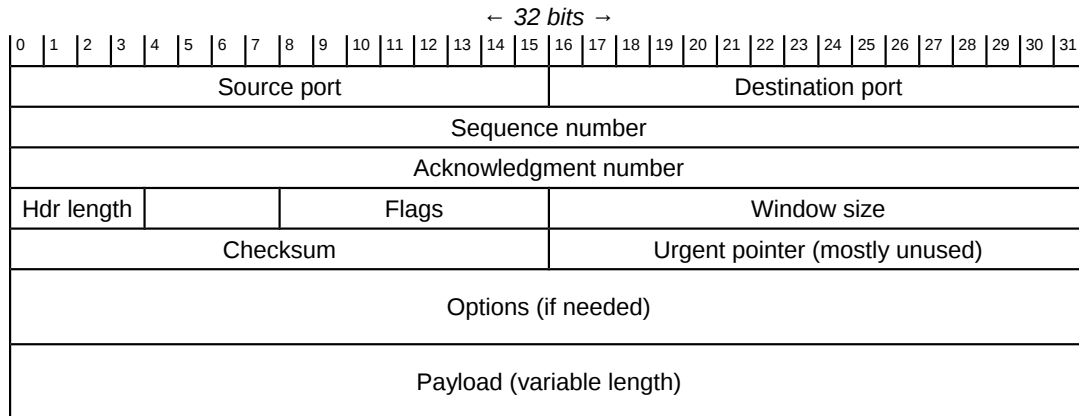 ← 32 bits →
0 1 2 3 4 5 6 7 8 9 10 11 12 13 14 15 16 17 18 19 20 21 22 23 24 25 26 27 28 29 30 31
Source port Destination port
Sequence number
Acknowledgment number
Hdr length Flags Window size
Checksum Urgent pointer (mostly unused)
Options (if needed)
Payload (variable length)